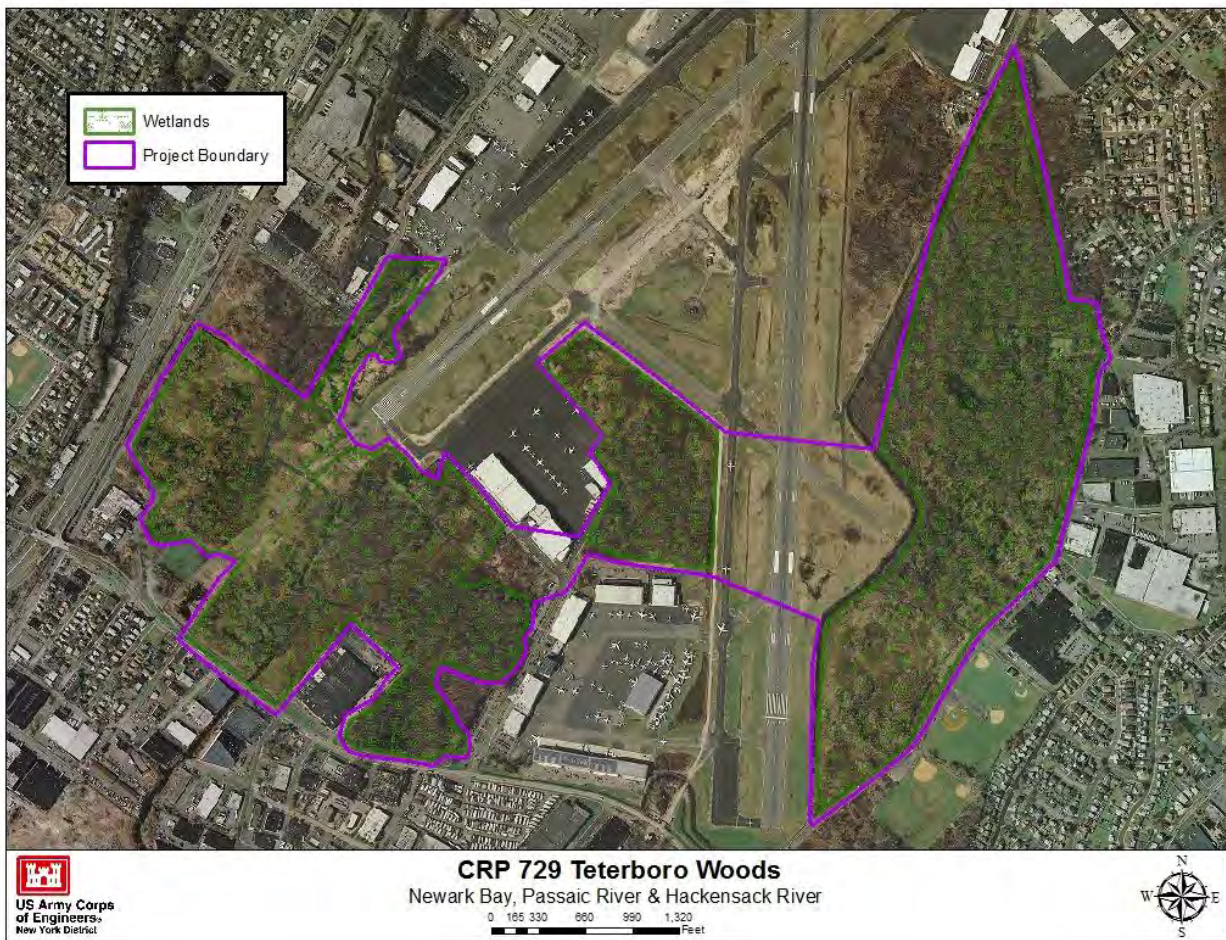 Wetlands
Project Boundary
US Army Corps
of Engineers®
New York District
CRP 729 Teterboro Woods
Newark Bay, Passaic River & Hackensack River
0 165 330 660 990 1,320
Feet
N
W E
S